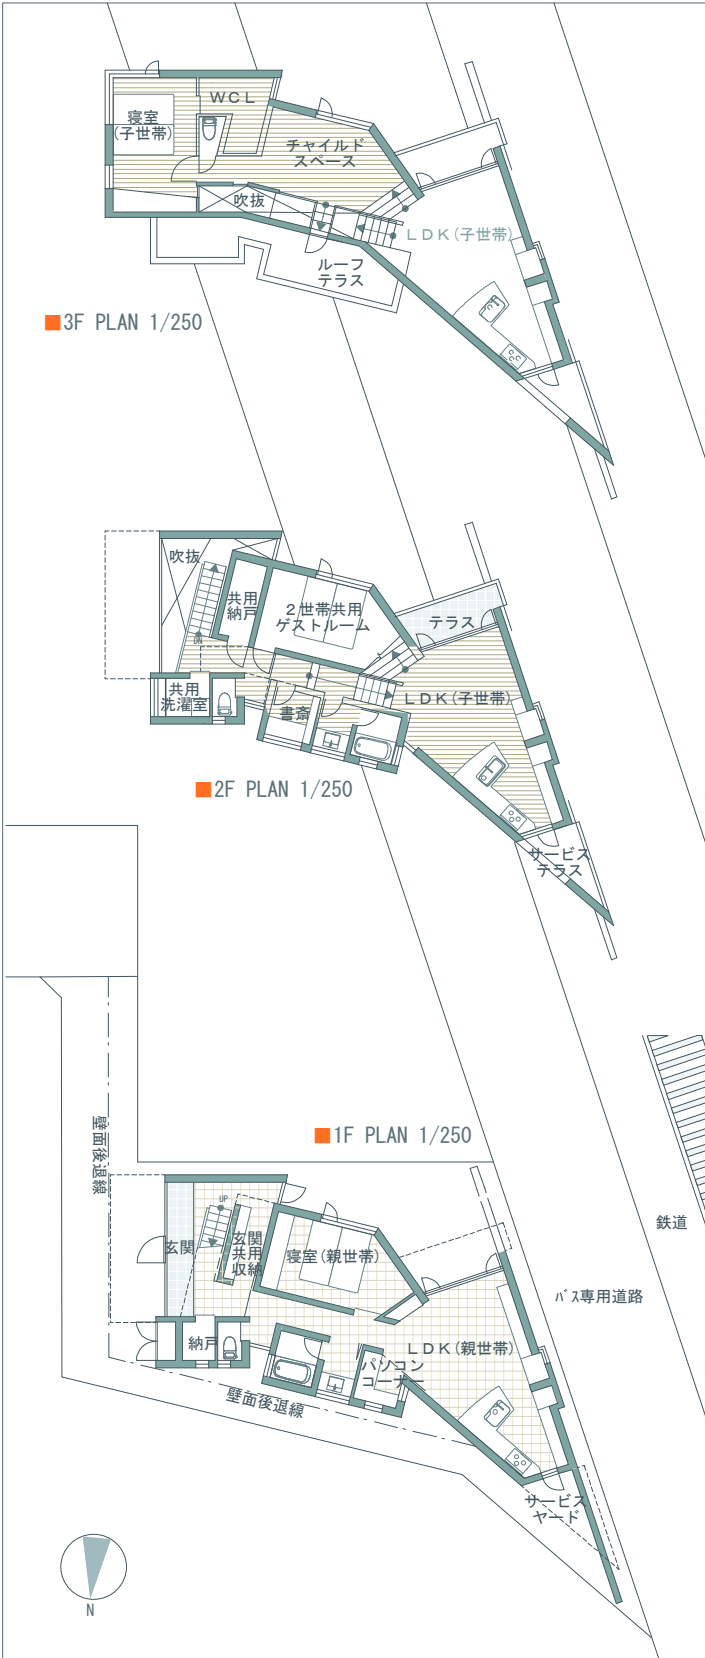 WCL
寝室
(子世帯)
チャイルド
スペース
吹抜
LDK(子世帯)
ルーフ
テラス
■3F PLAN 1/250
吹抜
共用
納戸
2世帯共用
ゲストルーム
テラス
DN
共用
洗濯室
書斎
LDK(子世帯)
■2F PLAN 1/250
サービス
テラス
■1F PLAN 1/250
壁面後退線
UP
玄関
玄関
共用
収納
寝室(親世帯)
鉄道
バス専用道路
納戸
LDK(親世帯)
パソコン
コーナー
壁面後退線
サービス
ヤード
N